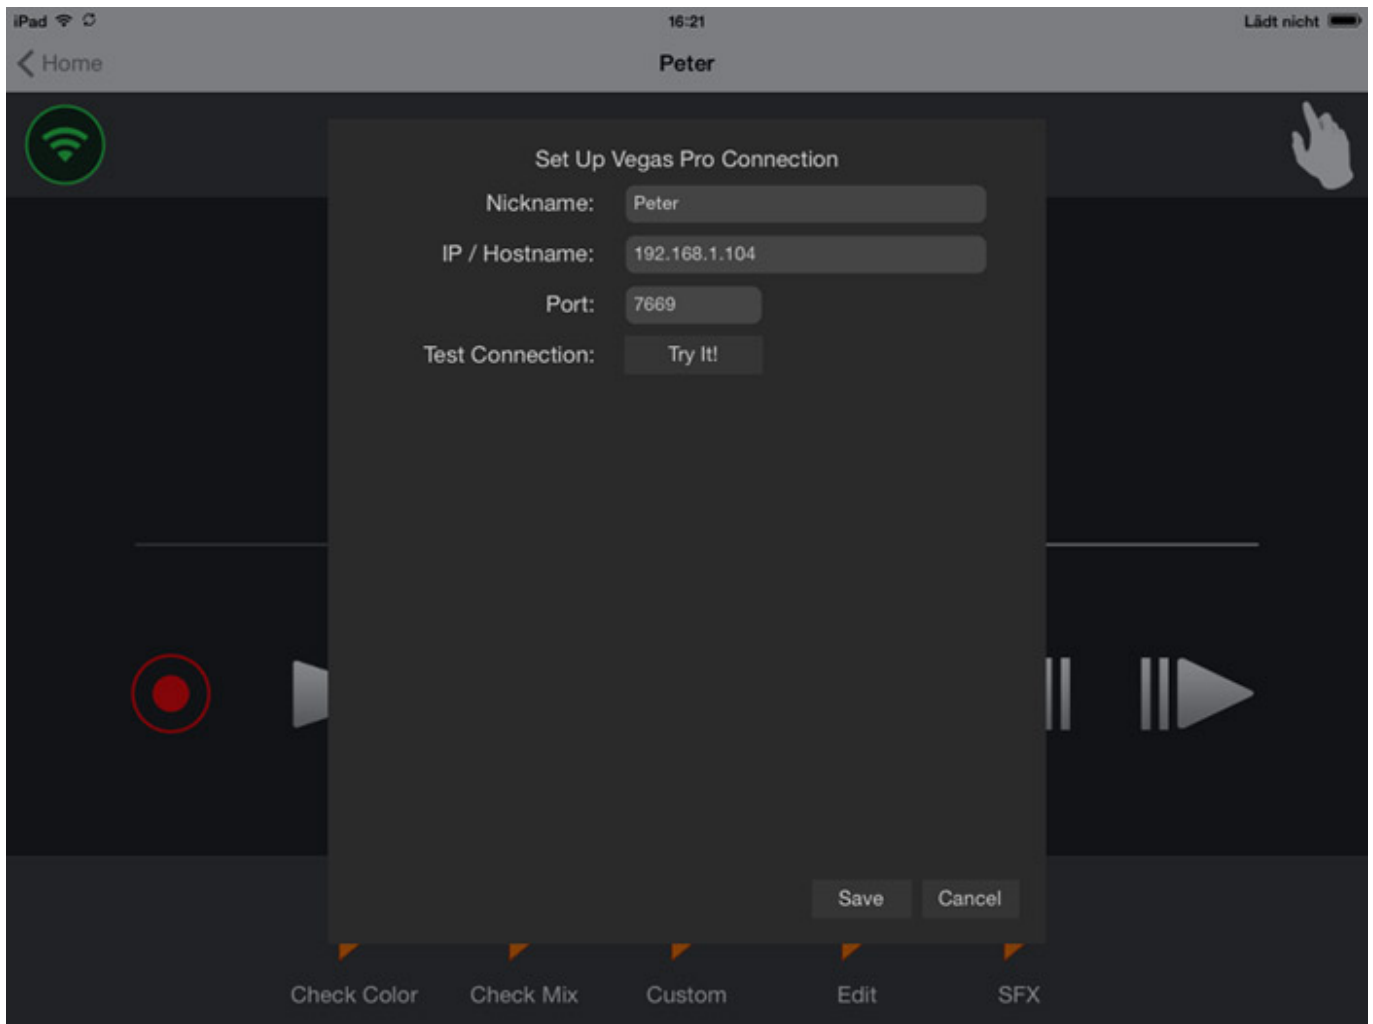 iPad 16:21 Lädt nicht
Home Peter
Set Up Vegas Pro Connection
Nickname: Peter
IP / Hostname: 192.168.1.104
Port: 7669
Test Connection: Try It!
Save Cancel
Check Color Check Mix Custom Edit SFX